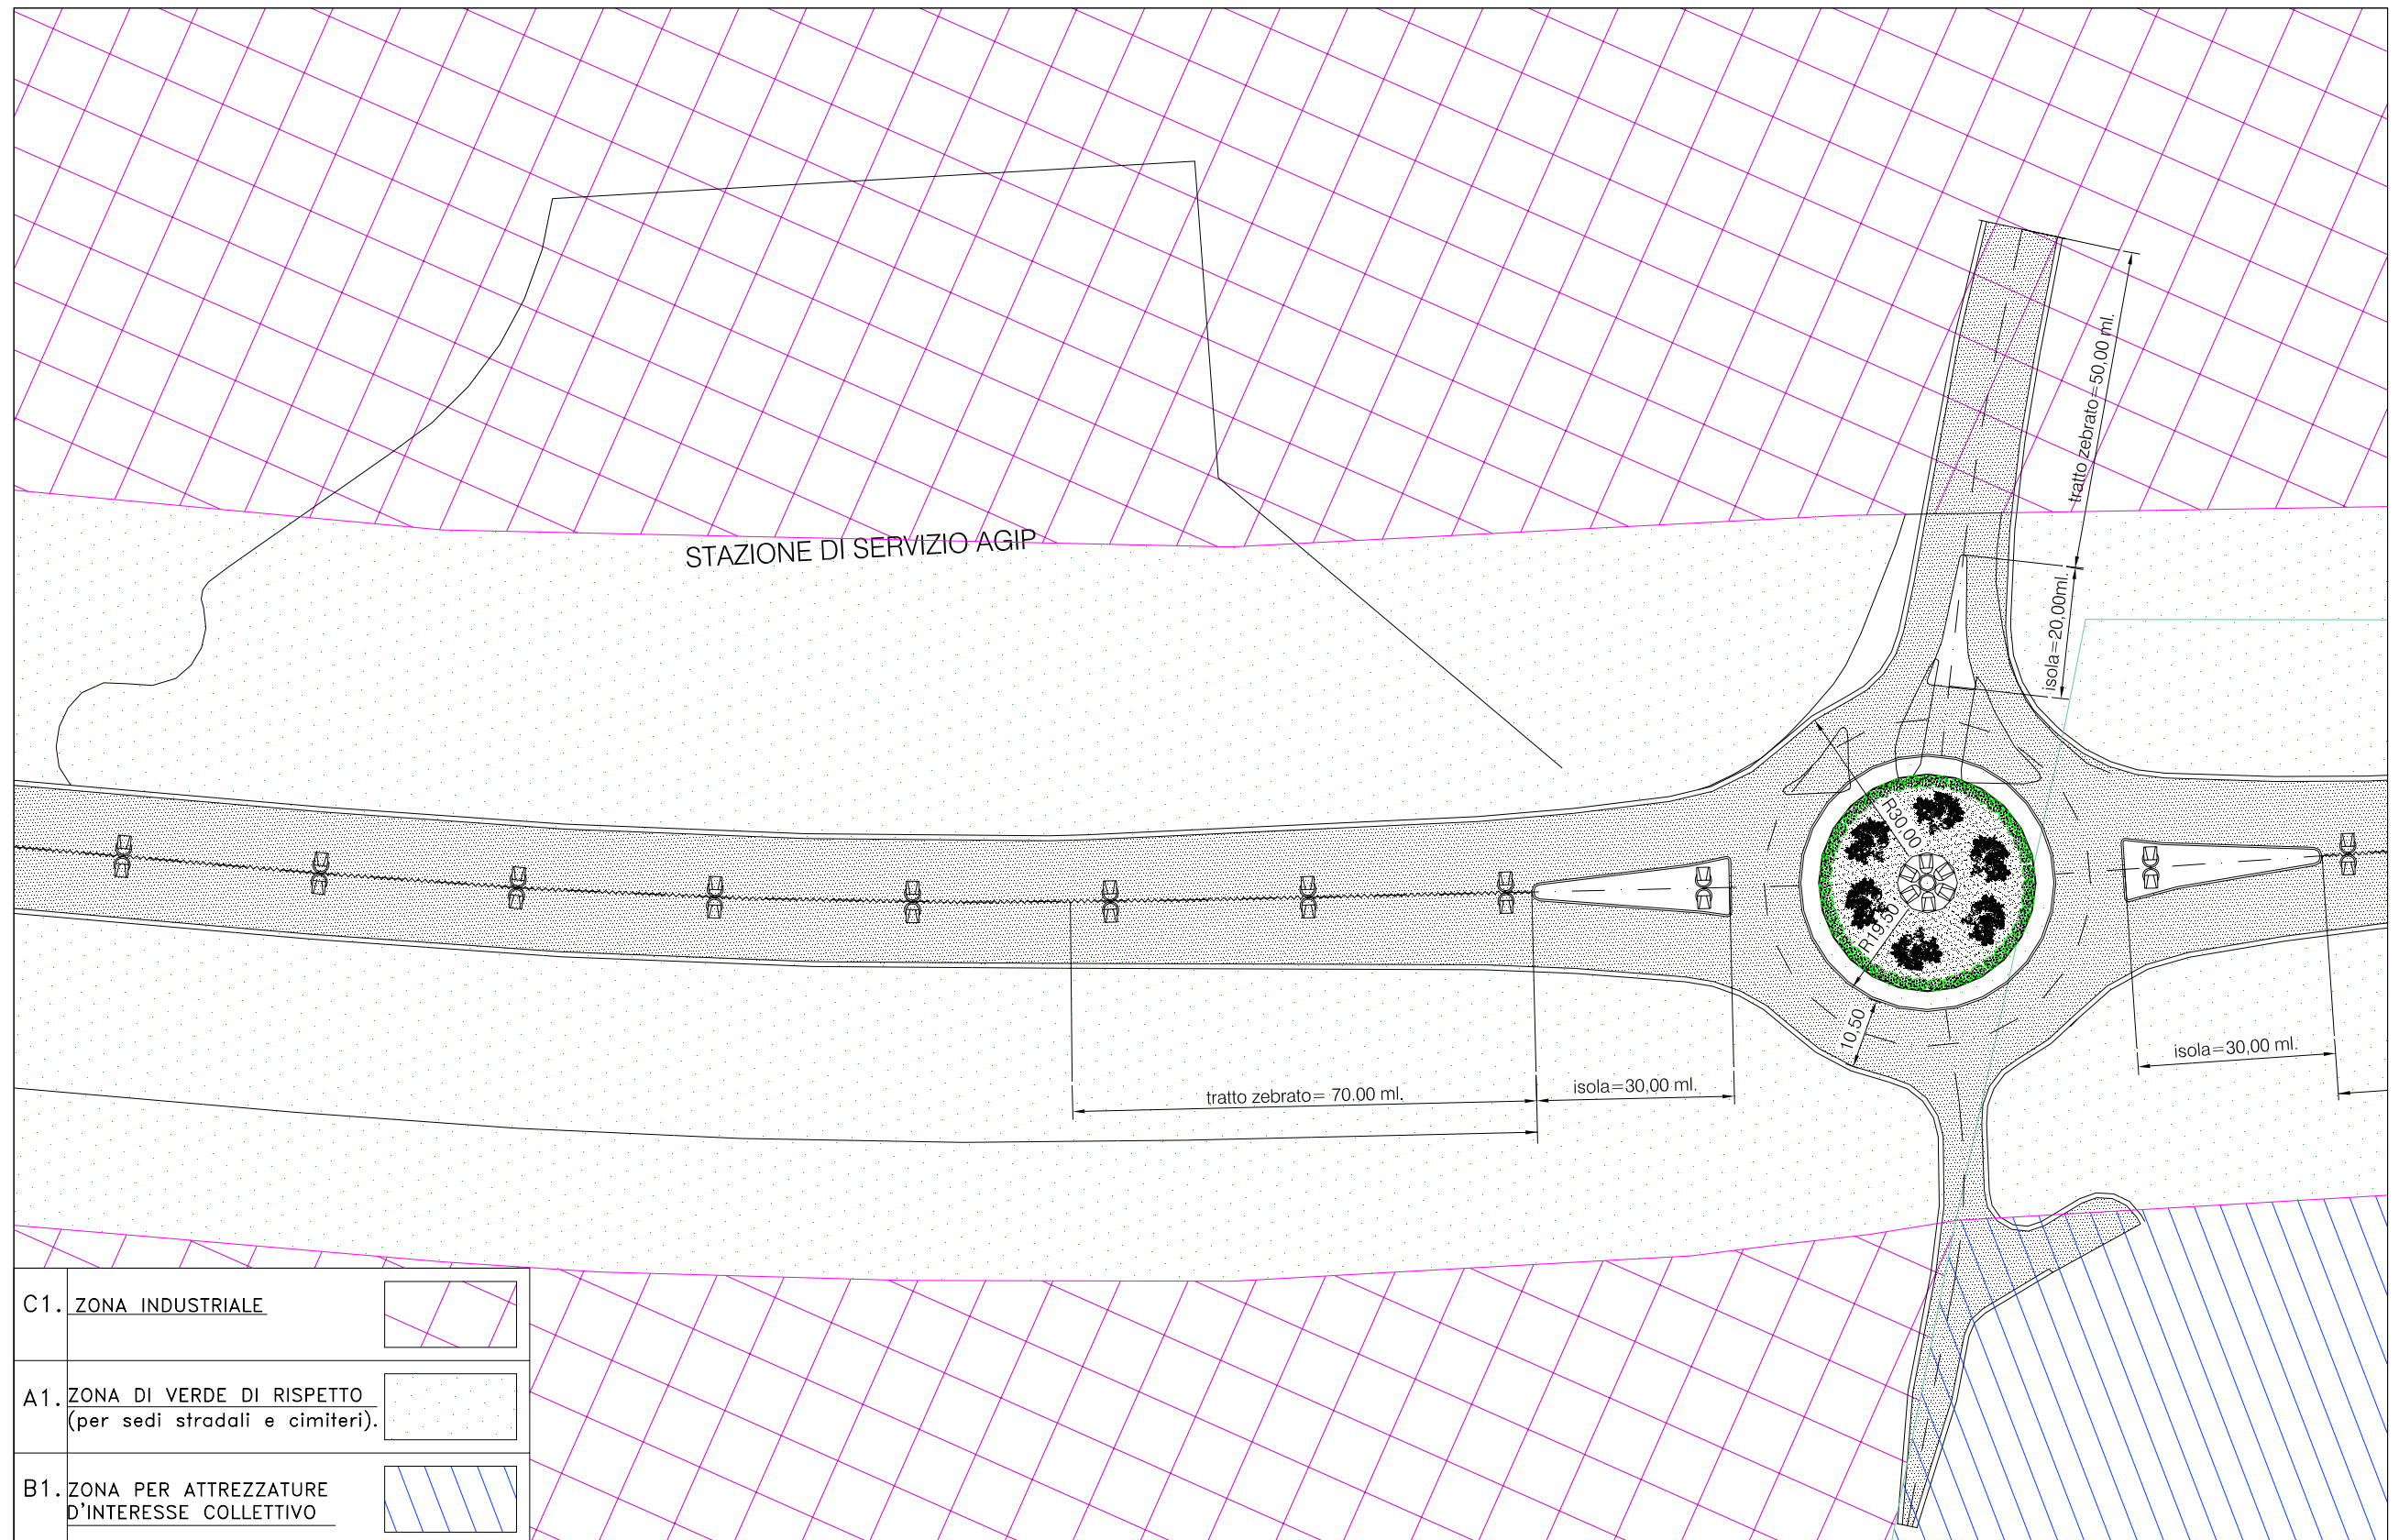 tratto zebrato=50,00 ml.
STAZIONE DI SERVIZIO AGIP
isola=20,00ml.
R30,00
R19,50
10,50
isola=30,00 ml.
tratto zebrato= 70.00 ml.
isola=30,00 ml.
C1. ZONA INDUSTRIALE
A1. ZONA DI VERDE DI RISPETTO
(per sedi stradali e cimiteri).
B1. ZONA PER ATTREZZATURE
D'INTERESSE COLLETTIVO